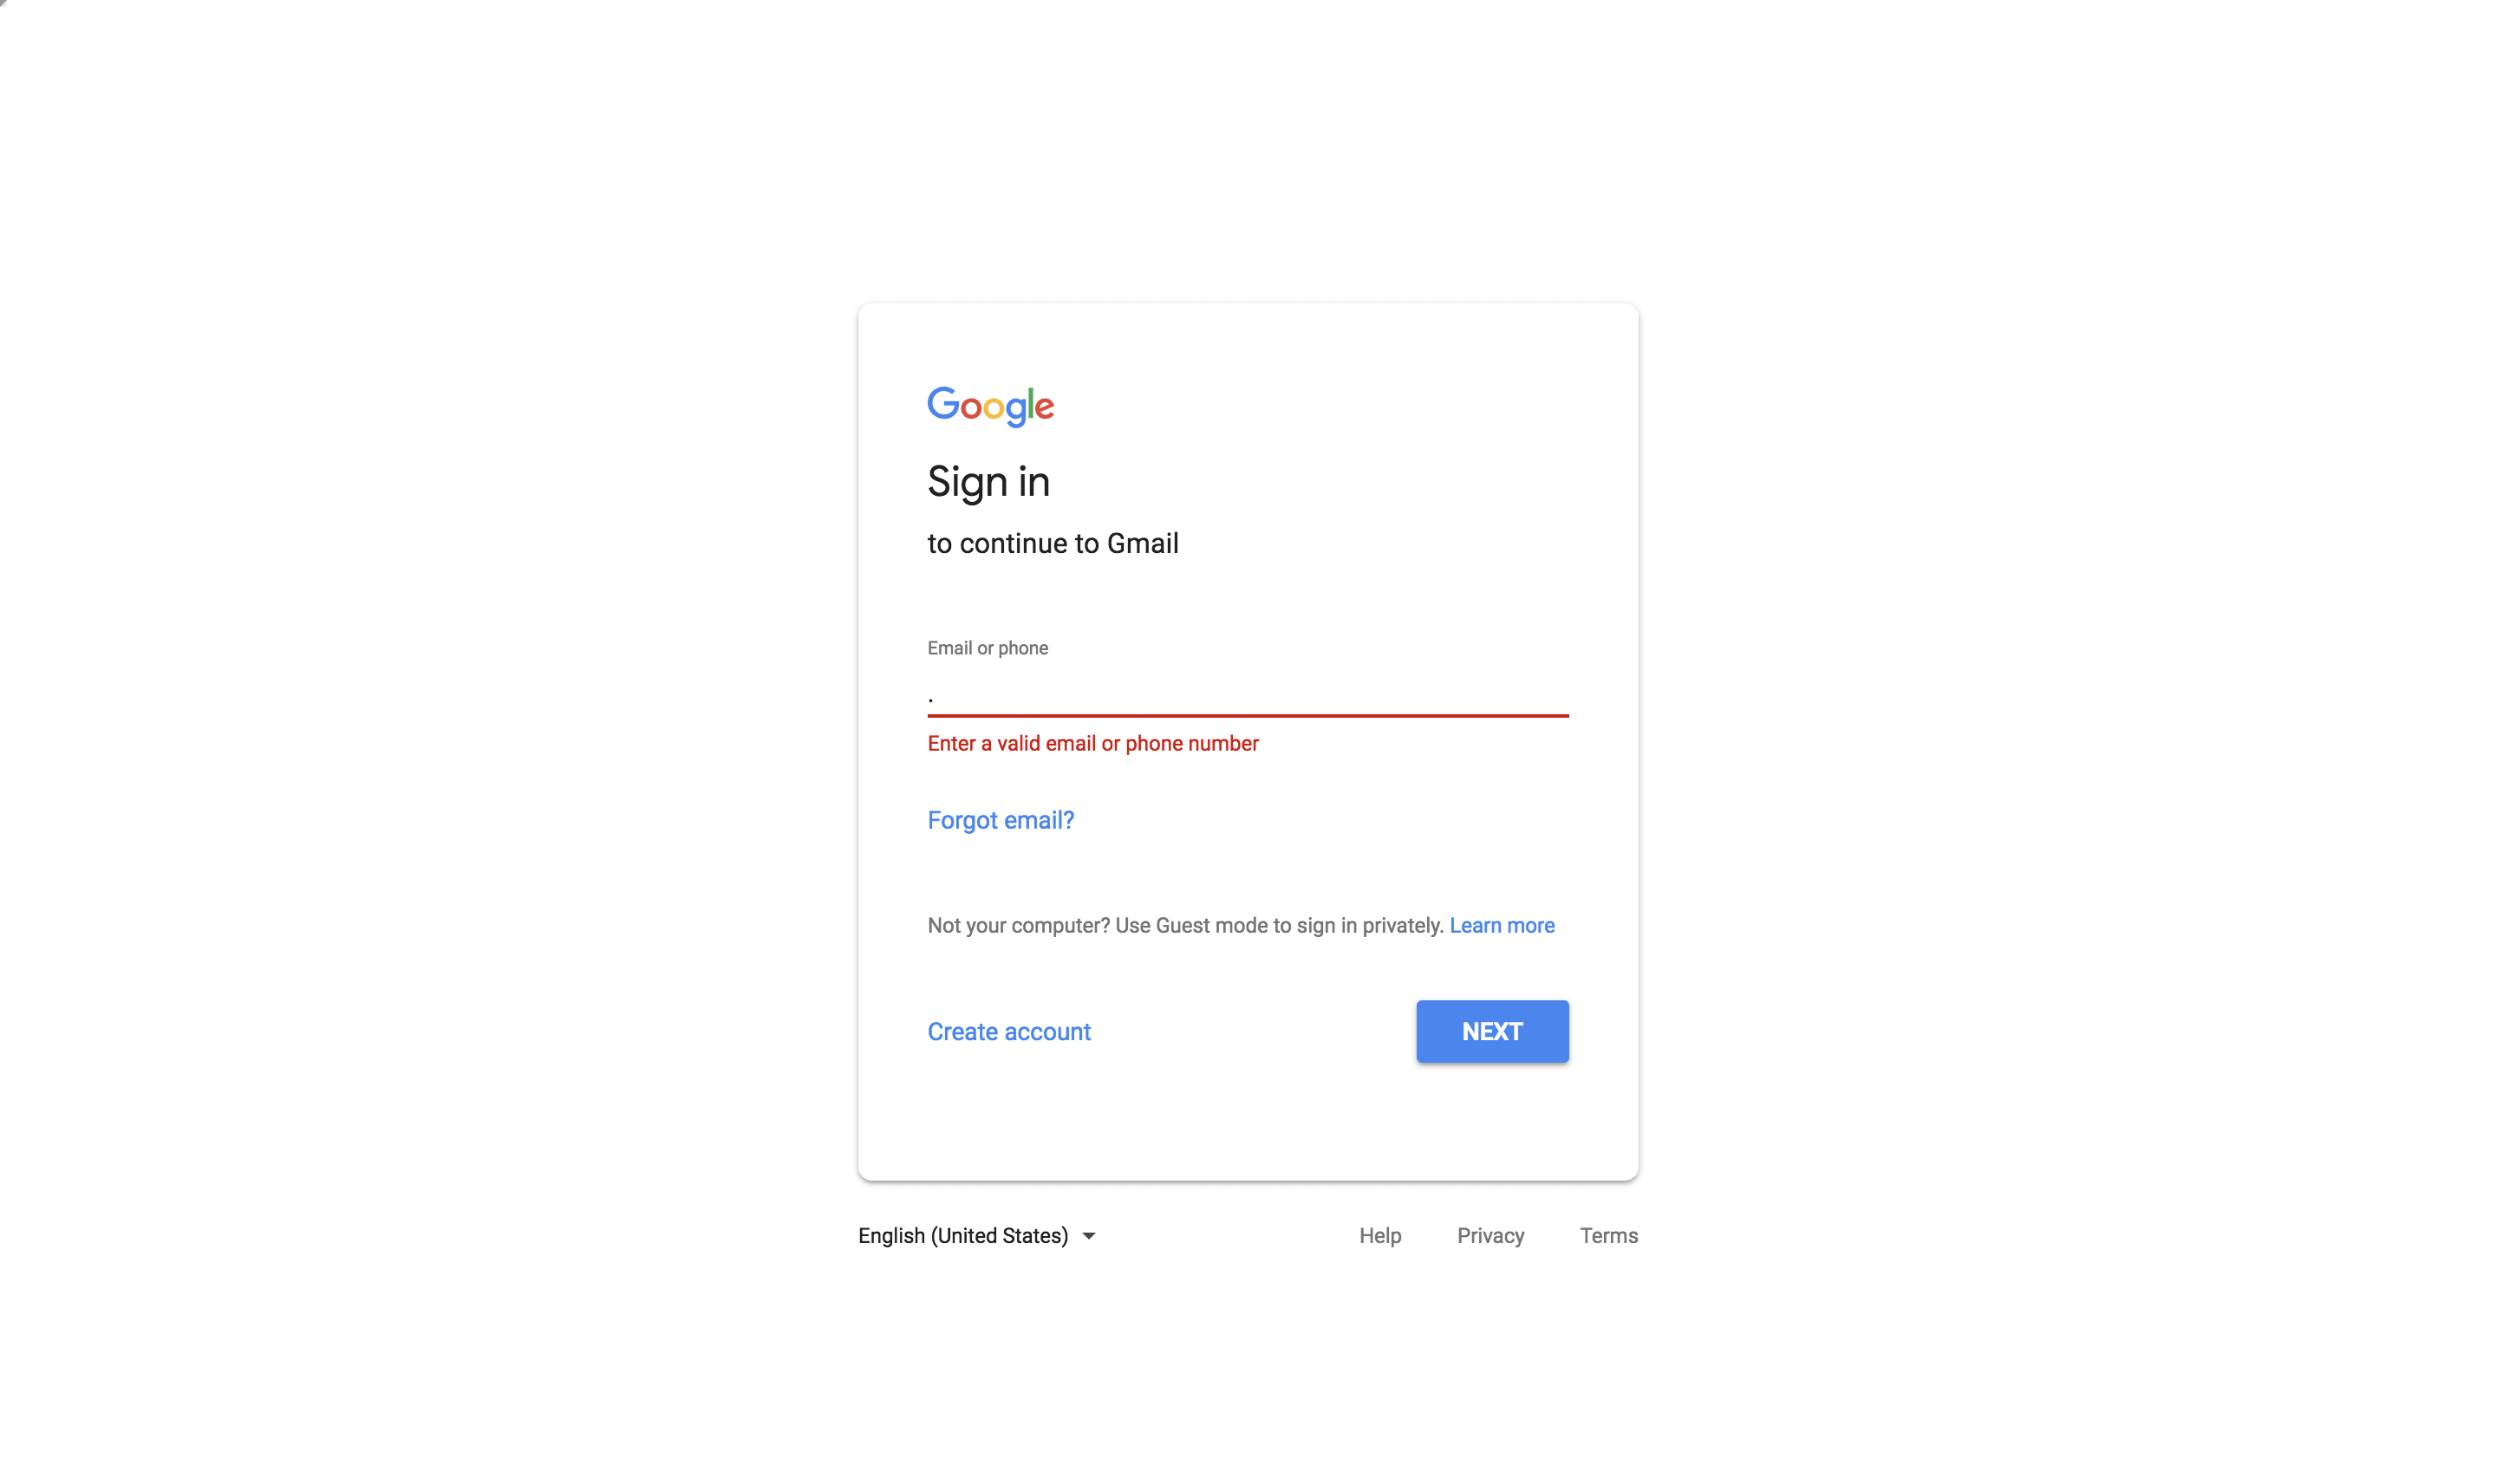 Google
Sign in
to continue to Gmail
Email or phone
.
Enter a valid email or phone number
Forgot email?
Not your computer? Use Guest mode to sign in privately. Learn more
Create account
NEXT
English (United States)
Help
Privacy
Terms